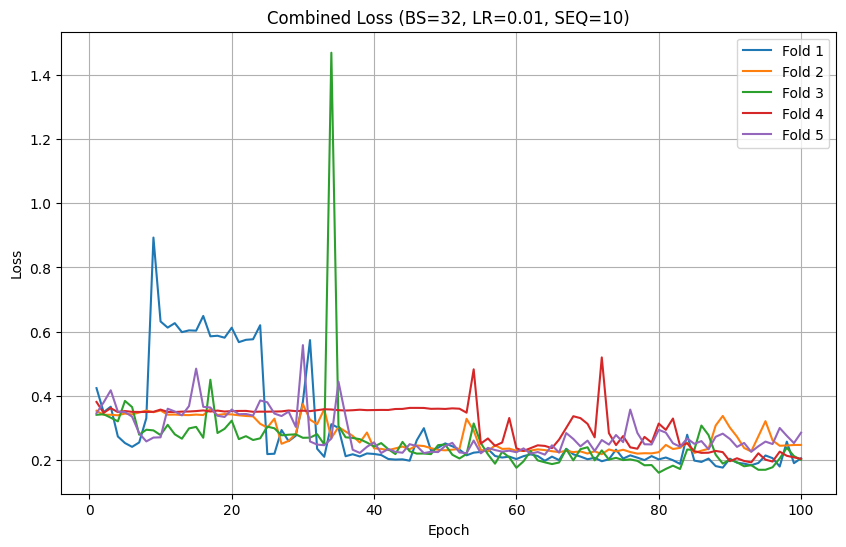 Combined Loss (BS=32, LR=0.01, SEQ=10)
Fold 1
Fold 2
Fold 3
Fold 4
Fold 5
Loss
1.4
1.2
1.0
0.8
0.6
0.4
0.2
0 20 40 60 80 100
Epoch